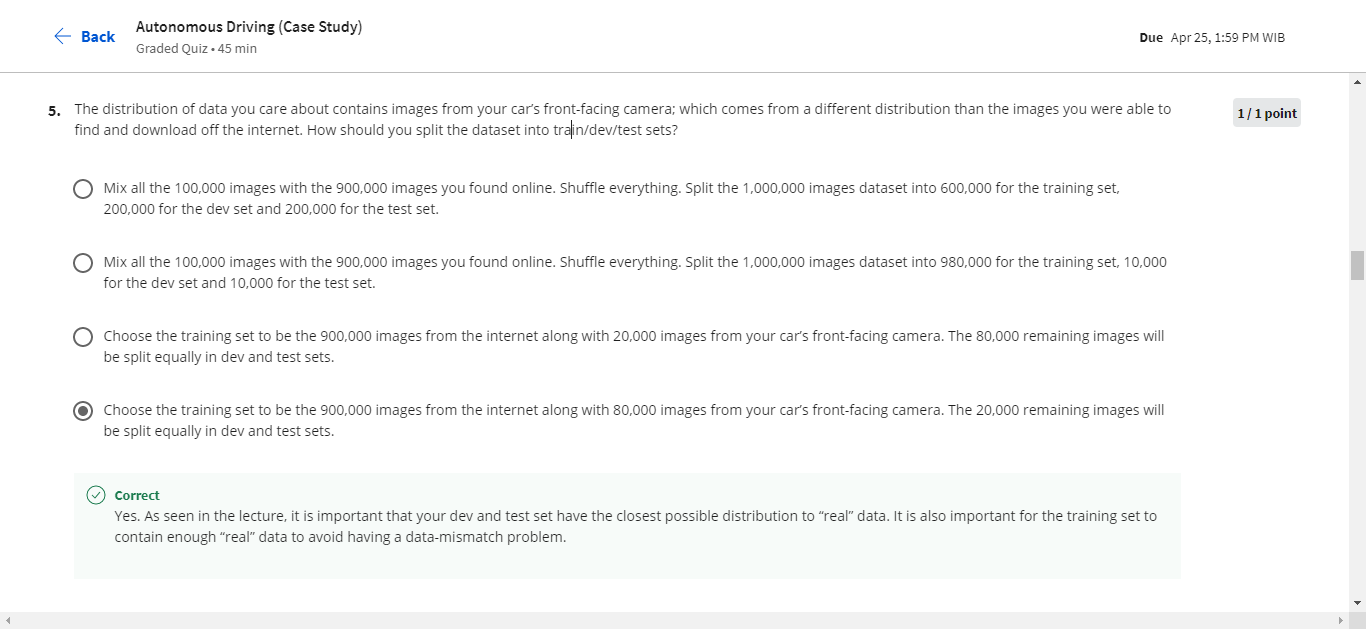 Back
Autonomous Driving (Case Study)
Graded Quiz • 45 min
Due Apr 25, 1:59 PM WIB
5. The distribution of data you care about contains images from your car's front-facing camera; which comes from a different distribution than the images you were able to
find and download off the internet. How should you split the dataset into train/dev/test sets?
1 / 1 point
Mix all the 100,000 images with the 900,000 images you found online. Shuffle everything. Split the 1,000,000 images dataset into 600,000 for the training set,
200,000 for the dev set and 200,000 for the test set.
Mix all the 100,000 images with the 900,000 images you found online. Shuffle everything. Split the 1,000,000 images dataset into 980,000 for the training set, 10,000
for the dev set and 10,000 for the test set.
Choose the training set to be the 900,000 images from the internet along with 20,000 images from your car's front-facing camera. The 80,000 remaining images will
be split equally in dev and test sets.
Choose the training set to be the 900,000 images from the internet along with 80,000 images from your car's front-facing camera. The 20,000 remaining images will
be split equally in dev and test sets.
Correct
Yes. As seen in the lecture, it is important that your dev and test set have the closest possible distribution to “real” data. It is also important for the training set to
contain enough “real” data to avoid having a data-mismatch problem.